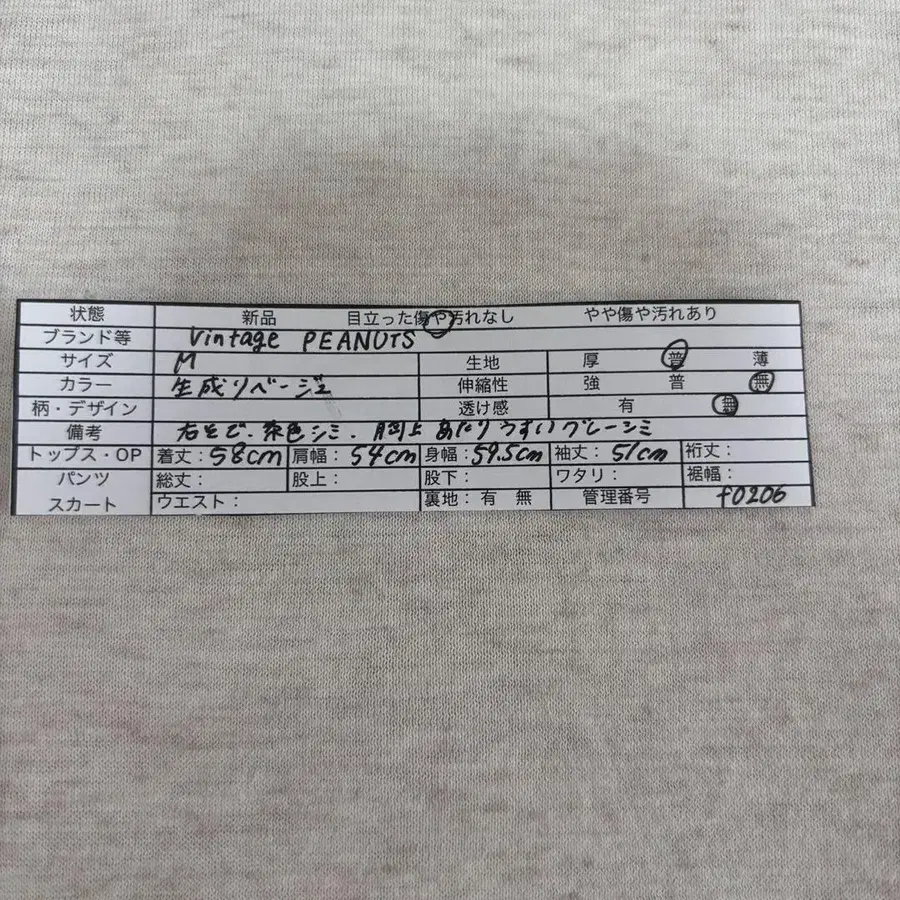 状態 新品 目立った傷や汚れなし やや傷や汚れあり
ブランド等 Vintage PEANUTS
サイズ M 生地 厚 普 薄
カラー 生成りベージュ 伸縮性 強 普 無
柄・デザイン 透け感 有 無
備考 右そで.茶色シミ.胸上あたりうすいグレーシミ
トップス・OP 着丈:58cm 肩幅:54cm 身幅:59.5cm 袖丈:51cm 裄丈:
パンツ 総丈: 股上: 股下: ワタリ: 裾幅:
スカート ウエスト: 裏地:有 無 管理番号 f0206